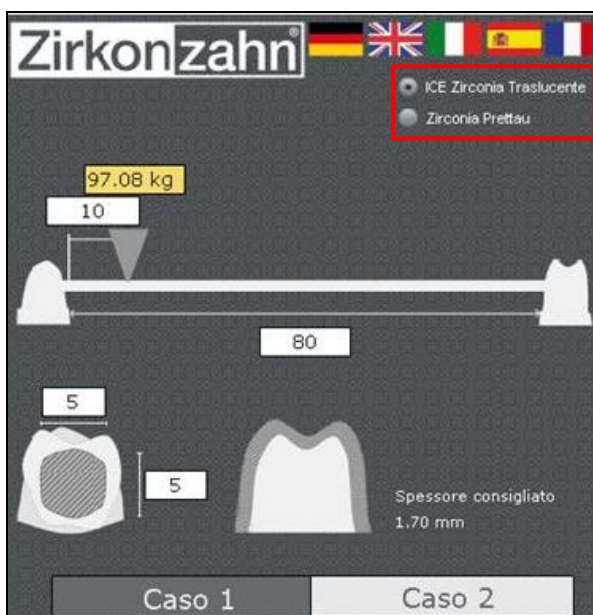 Zirkonzahn
ICE Zirconia Traslucente
Zirconia Prettau
97.08 kg
10
80
5
5
Spessore consigliato
1.70 mm
Caso 1
Caso 2